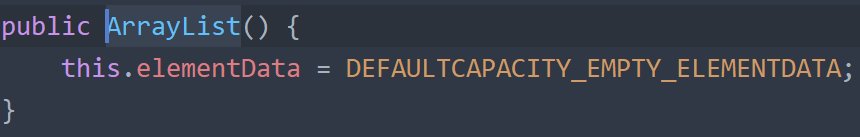 public ArrayList() {
    this.elementData = DEFAULTCAPACITY_EMPTY_ELEMENTDATA;
}